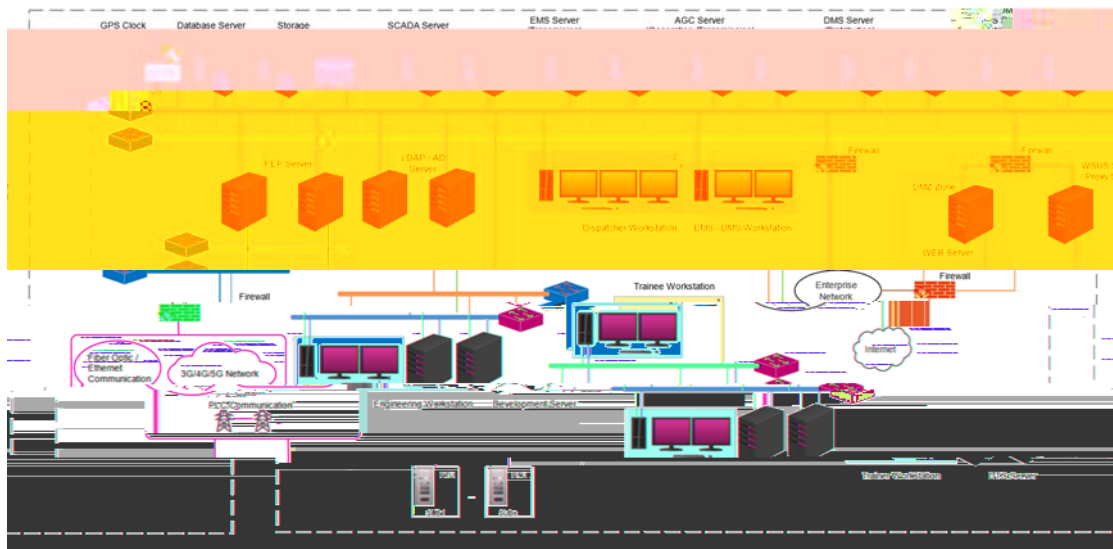 GPS Clock
Database Server
Storage
SCADA Server
EMS Server
AGC Server
DMS Server
FEP Server
LDAP / AD
Server
Firewall
Firewall
DMZ Zone
WSUS
Dispatcher Workstation
EMS - DMS Workstation
WEB Server
Firewall
Firewall
Trainee Workstation
Enterprise
Network
Internet
Fiber Optic /
Ethernet
Communication
3G/4G/5G Network
PLC Communication
Engineering Workstation
Development Server
Trainer Workstation